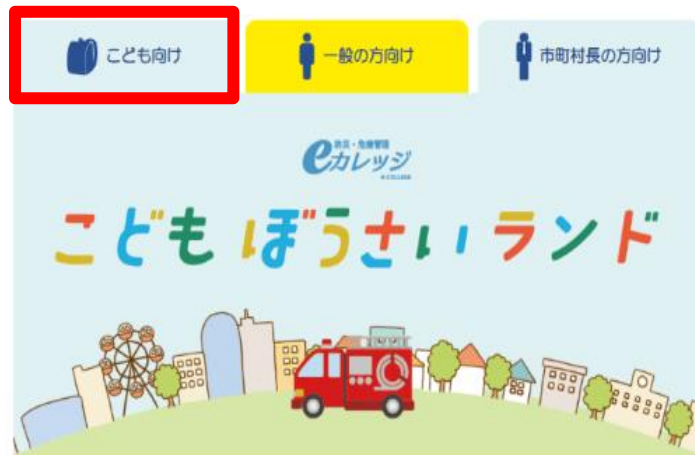 こども向け
一般の方向け
市町村長の方向け
防災・危機管理
eカレッジ
e-COLLEGE
こどもぼうさいランド